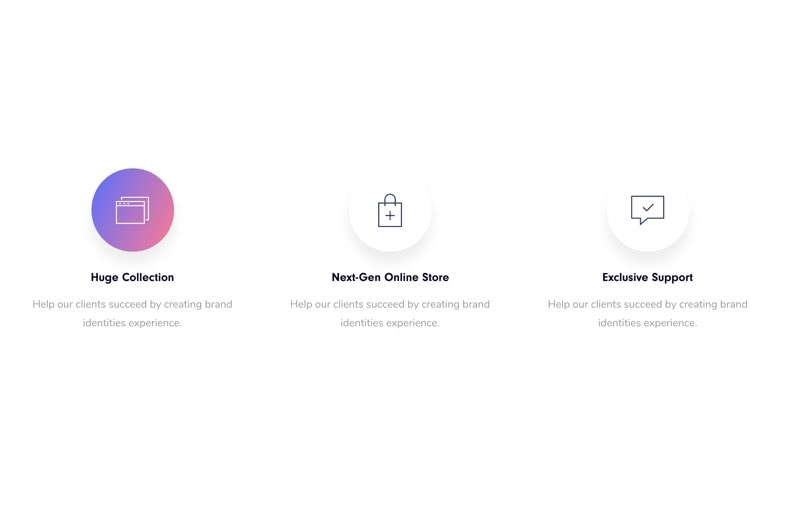 Huge Collection
Help our clients succeed by creating brand
identities experience.
Next-Gen Online Store
Help our clients succeed by creating brand
identities experience.
Exclusive Support
Help our clients succeed by creating brand
identities experience.